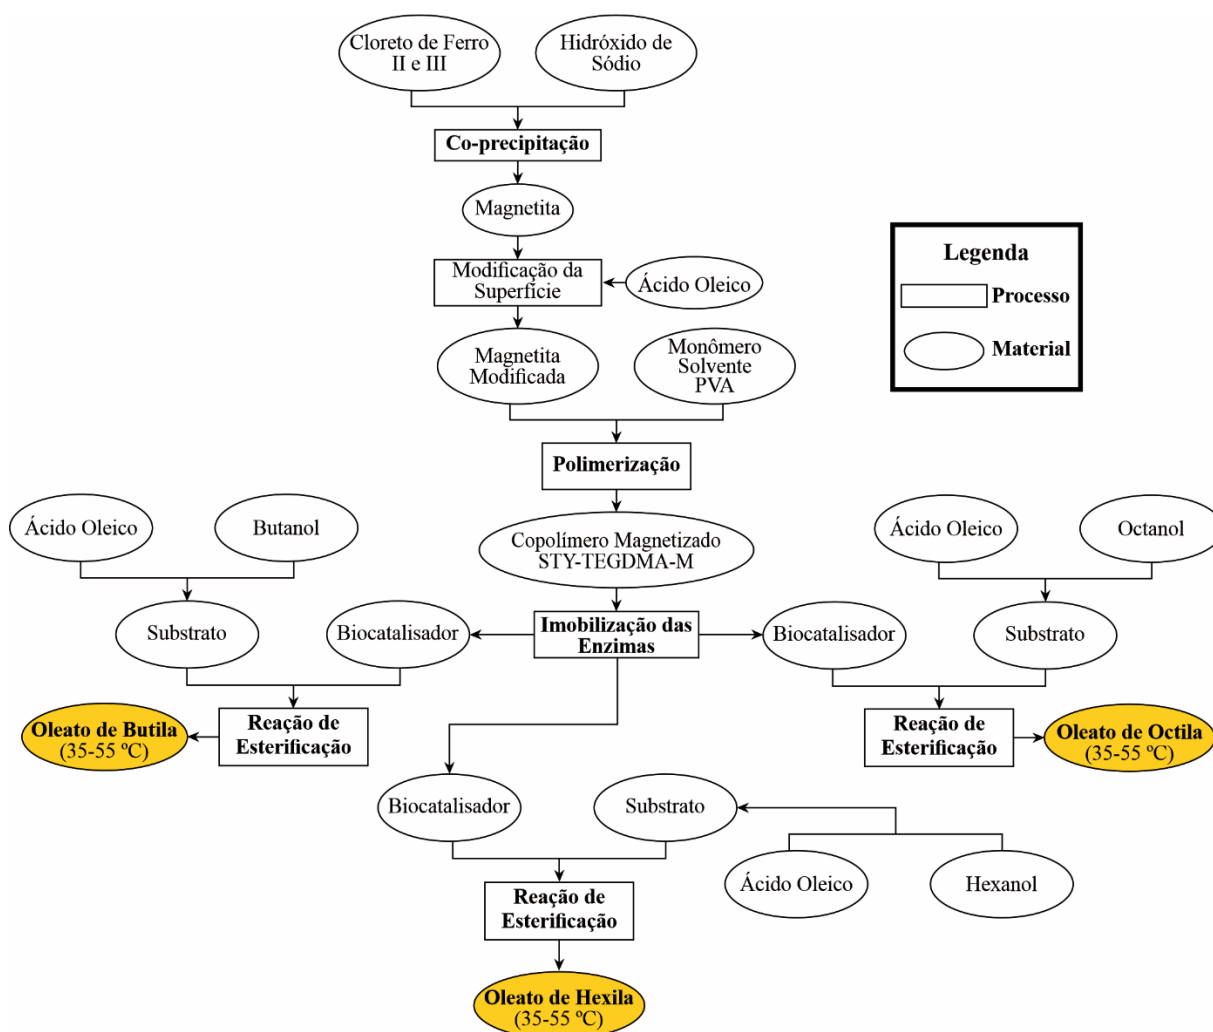 Cloreto de Ferro
II e III
Hidróxido de
Sódio
Co-precipitação
Magnetita
Modificação da
Superfície
Ácido Oleico
Legenda
Processo
Material
Magnetita
Modificada
Monômero
Solvente
PVA
Polimerização
Ácido Oleico
Butanol
Copolímero Magnetizado
STY-TEGDMA-M
Ácido Oleico
Octanol
Substrato
Biocatalisador
Imobilização das
Enzimas
Biocatalisador
Substrato
Oleato de Butila
(35-55 ºC)
Reação de
Esterificação
Reação de
Esterificação
Oleato de Octila
(35-55 ºC)
Biocatalisador
Substrato
Ácido Oleico
Hexanol
Reação de
Esterificação
Oleato de Hexila
(35-55 ºC)